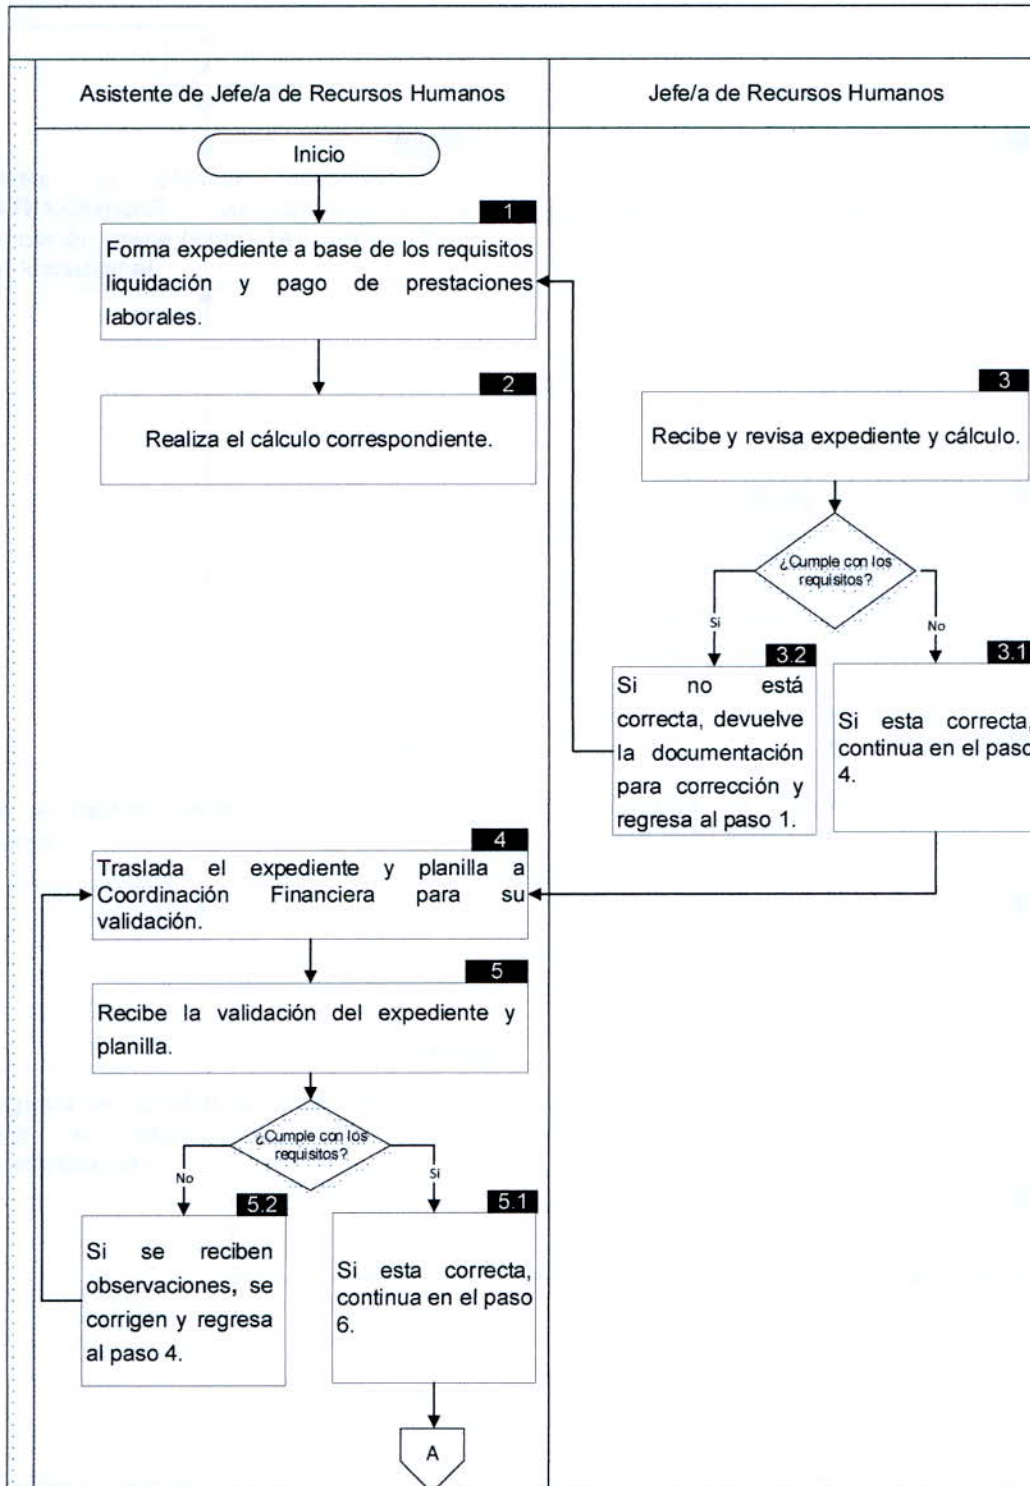 Asistente de Jefe/a de Recursos Humanos
Jefe/a de Recursos Humanos
Inicio
1
Forma expediente a base de los requisitos
liquidación y pago de prestaciones
laborales.
2
Realiza el cálculo correspondiente.
3
Recibe y revisa expediente y cálculo.
¿Cumple con los
requisitos?
Si
No
3.2
Si no está
correcta, devuelve
la documentación
para corrección y
regresa al paso 1.
3.1
Si esta correcta,
continua en el paso
4.
4
Traslada el expediente y planilla a
Coordinación Financiera para su
validación.
5
Recibe la validación del expediente y
planilla.
¿Cumple con los
requisitos?
No
Si
5.2
Si se reciben
observaciones, se
corrigen y regresa
al paso 4.
5.1
Si esta correcta,
continua en el paso
6.
A